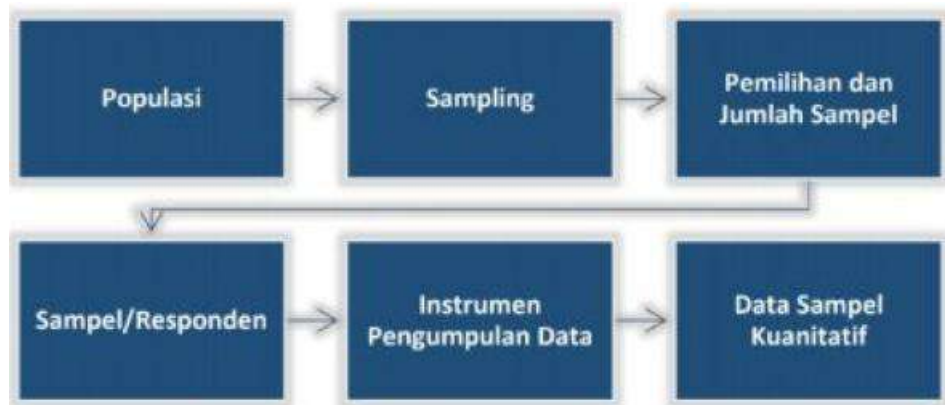 Populasi
Sampling
Pemilihan dan
Jumlah Sampel
Sampel/Responden
Instrumen
Pengumpulan Data
Data Sampel
Kuanitatif